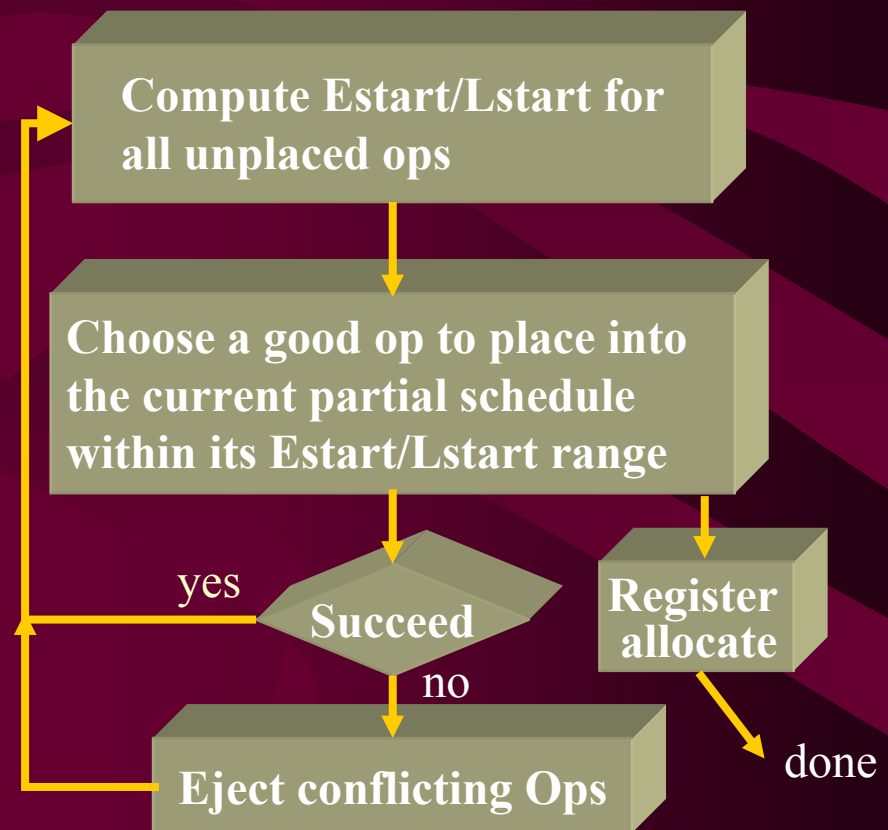 Compute Estart/Lstart for
all unplaced ops
Choose a good op to place into
the current partial schedule
within its Estart/Lstart range
yes
Succeed
Register
allocate
no
done
Eject conflicting Ops